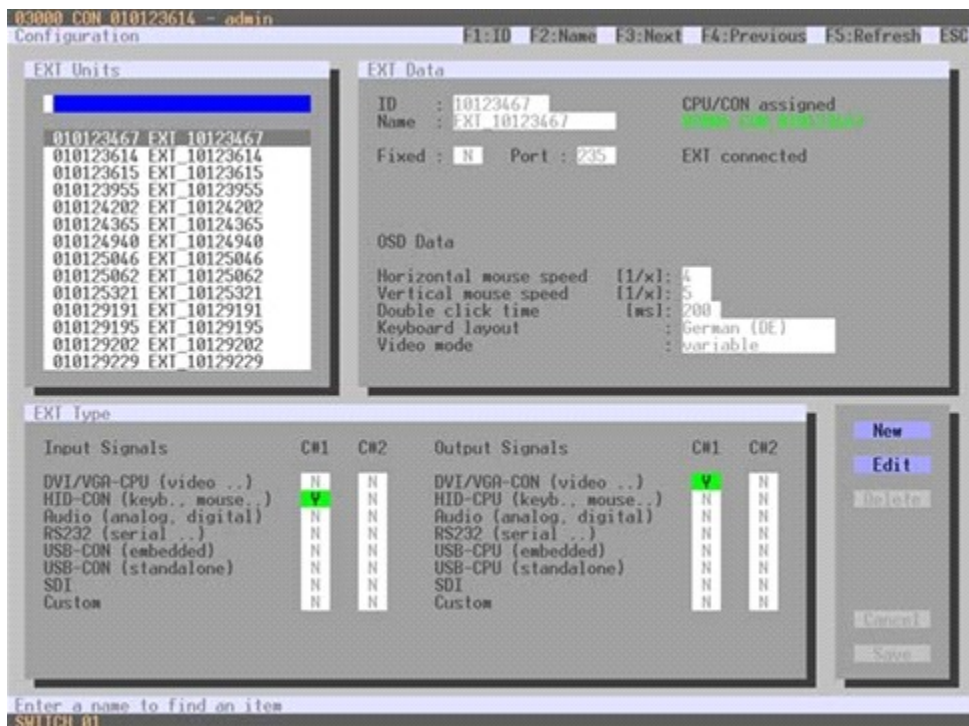 03000 CON_010123614 - admin
Configuration F1:ID F2:Name F3:Next F4:Previous F5:Refresh ESC
EXT Units
010123467 EXT_10123467
010123614 EXT_10123614
010123615 EXT_10123615
010123955 EXT_10123955
010124202 EXT_10124202
010124365 EXT_10124365
010124940 EXT_10124940
010125046 EXT_10125046
010125062 EXT_10125062
010125321 EXT_10125321
010129191 EXT_10129191
010129195 EXT_10129195
010129202 EXT_10129202
010129229 EXT_10129229
EXT Data
ID : 10123467 CPU/CON assigned
Name : EXT_10123467
Fixed : N Port : 235 EXT connected
OSD Data
Horizontal mouse speed [1/x]: 4
Vertical mouse speed [1/x]: 5
Double click time [ms]: 200
Keyboard layout : German (DE)
Video mode : variable
EXT Type
Input Signals C#1 C#2 Output Signals C#1 C#2
DVI/VGA-CPU (video ..) N N DVI/VGA-CON (video ..) Y N
HID-CON (keyb., mouse..) Y N HID-CPU (keyb., mouse..) N N
Audio (analog, digital) N N Audio (analog, digital) N N
RS232 (serial ..) N N RS232 (serial ..) N N
USB-CON (embedded) N N USB-CPU (embedded) N N
USB-CON (standalone) N N USB-CPU (standalone) N N
SDI N N SDI N N
Custom N N Custom N N
New
Edit
Delete
Cancel
Save
Enter a name to find an item
SWITCH_01